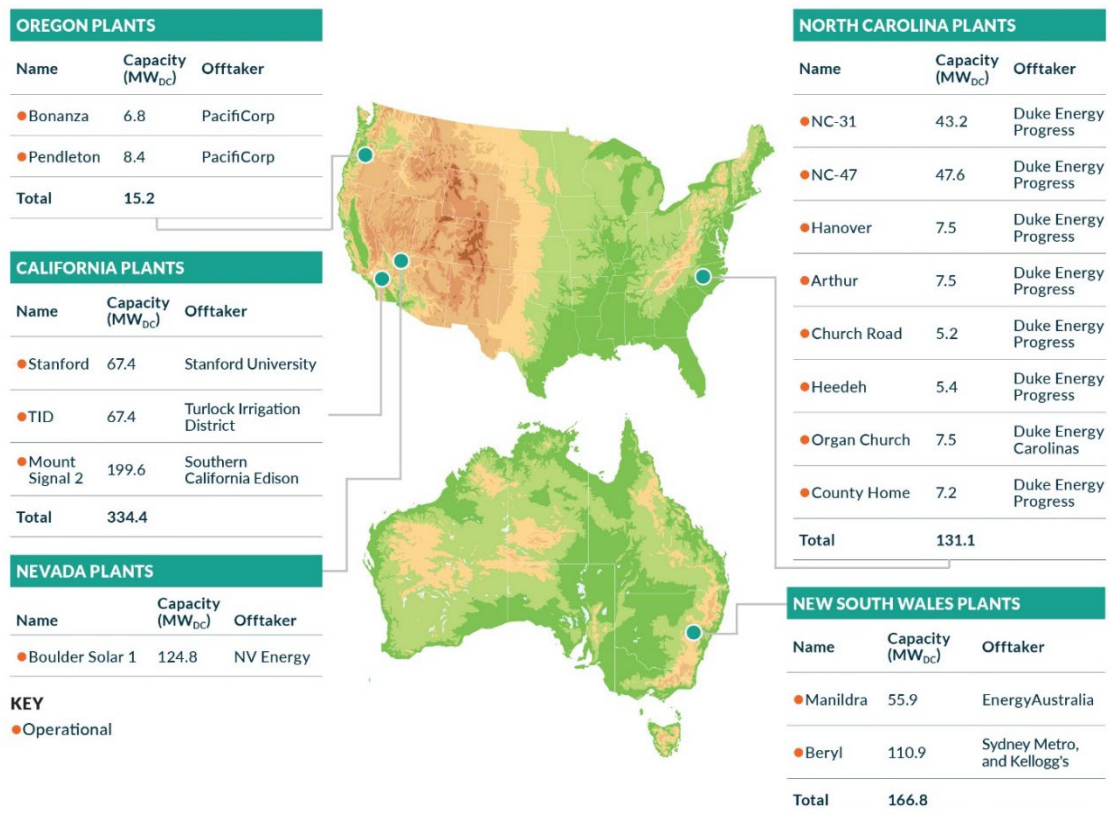 OREGON PLANTS
Name Capacity (MWDC) Offtaker
Bonanza 6.8 PacifiCorp
Pendleton 8.4 PacifiCorp
Total 15.2
CALIFORNIA PLANTS
Name Capacity (MWDC) Offtaker
Stanford 67.4 Stanford University
TID 67.4 Turlock Irrigation District
Mount Signal 2 199.6 Southern California Edison
Total 334.4
NEVADA PLANTS
Name Capacity (MWDC) Offtaker
Boulder Solar 1 124.8 NV Energy
KEY
Operational
NORTH CAROLINA PLANTS
Name Capacity (MWDC) Offtaker
NC-31 43.2 Duke Energy Progress
NC-47 47.6 Duke Energy Progress
Hanover 7.5 Duke Energy Progress
Arthur 7.5 Duke Energy Progress
Church Road 5.2 Duke Energy Progress
Heedeh 5.4 Duke Energy Progress
Organ Church 7.5 Duke Energy Carolinas
County Home 7.2 Duke Energy Progress
Total 131.1
NEW SOUTH WALES PLANTS
Name Capacity (MWDC) Offtaker
Manildra 55.9 EnergyAustralia
Beryl 110.9 Sydney Metro, and Kellogg's
Total 166.8